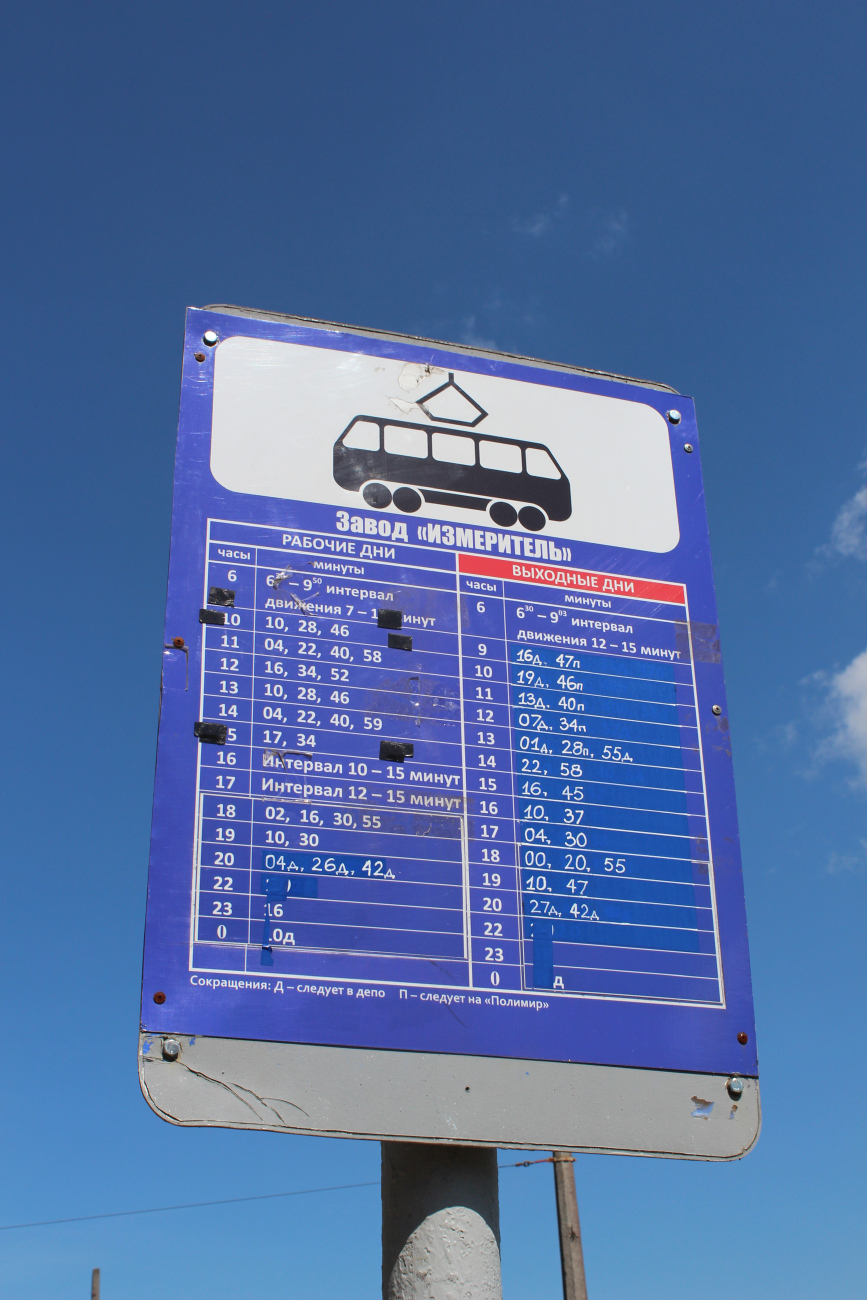 Завод «ИЗМЕРИТЕЛЬ»
РАБОЧИЕ ДНИ
часы минуты
6 – 9⁵⁰ интервал
движения 7 –
10 10, 28, 46
11 04, 22, 40, 58
12 16, 34, 52
13 10, 28, 46
14 04, 22, 40, 59
17, 34
16 Интервал 10 – 15 минут
17 Интервал 12 – 15 минут
18 02, 16, 30, 55
19 10, 30
20 04д, 26д, 42д
22
23 16
0
ВЫХОДНЫЕ ДНИ
часы минуты
6 6³⁰ – 9⁰³ интервал
движения 12 – 15 минут
9 16д, 47п
10 19д, 46п
11 13д, 40п
12 07д, 34п
13 01д, 28п, 55д
14 22, 58
15 16, 45
16 10, 37
17 04, 30
18 00, 20, 55
19 10, 47
20 27д, 42д
22
23
0 д
Сокращения: Д – следует в депо П – следует на «Полимир»